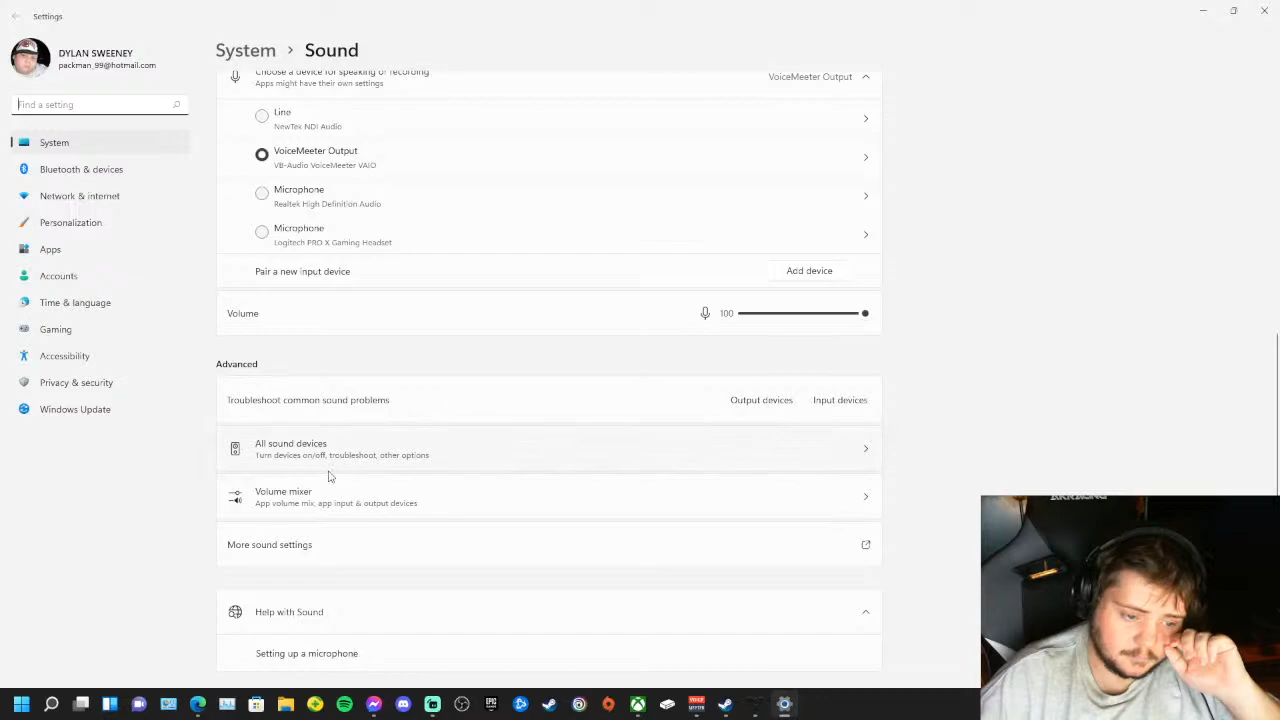 Settings
DYLAN SWEENEY
packman_99@hotmail.com
System > Sound
Find a setting
System
Bluetooth & devices
Network & internet
Personalization
Apps
Accounts
Time & language
Gaming
Accessibility
Privacy & security
Windows Update
Choose a device for speaking or recording
Apps might have their own settings
VoiceMeeter Output
Line
NewTek NDI Audio
VoiceMeeter Output
VB-Audio VoiceMeeter VAIO
Microphone
Realtek High Definition Audio
Microphone
Logitech PRO X Gaming Headset
Pair a new input device
Add device
Volume
100
Advanced
Troubleshoot common sound problems
Output devices
Input devices
All sound devices
Turn devices on/off, troubleshoot, other options
Volume mixer
App volume mix, app input & output devices
More sound settings
Help with Sound
Setting up a microphone
AKRACING
EPIC
VOICE
MEETER